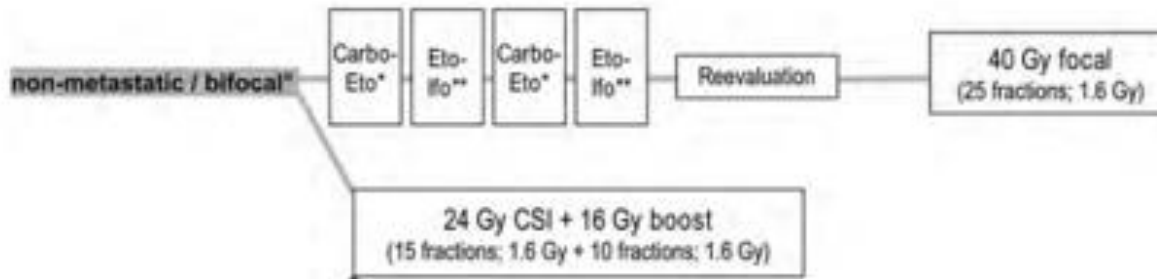 non-metastatic / bifocal#
Carbo-
Eto*
Eto-
Ifo**
Carbo-
Eto*
Eto-
Ifo**
Reevaluation
40 Gy focal
(25 fractions; 1.6 Gy)
24 Gy CSI + 16 Gy boost
(15 fractions; 1.6 Gy + 10 fractions; 1.6 Gy)